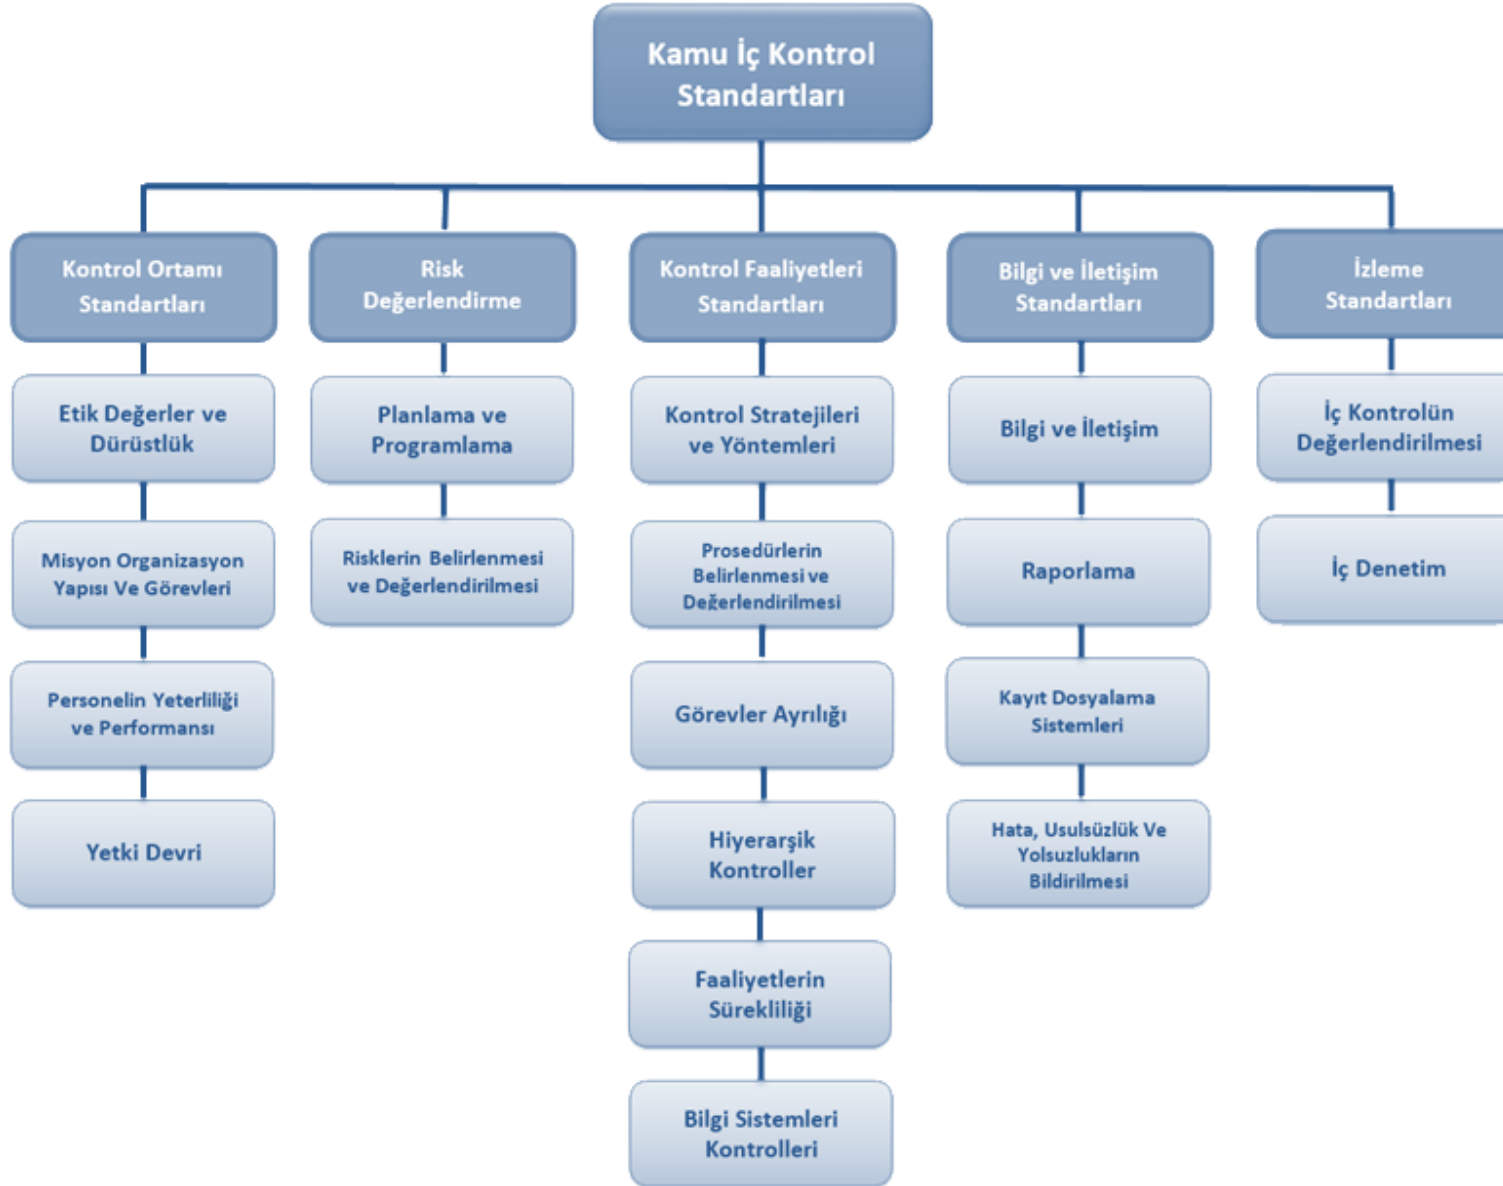 Kamu İç Kontrol
Standartları
Kontrol Ortamı
Standartları
Etik Değerler ve
Dürüstlük
Misyon Organizasyon
Yapısı Ve Görevleri
Personelin Yeterliliği
ve Performansı
Yetki Devri
Risk
Değerlendirme
Planlama ve
Programlama
Risklerin Belirlenmesi
ve Değerlendirilmesi
Kontrol Faaliyetleri
Standartları
Kontrol Stratejileri
ve Yöntemleri
Prosedürlerin
Belirlenmesi ve
Değerlendirilmesi
Görevler Ayrılığı
Hiyerarşik
Kontroller
Faaliyetlerin
Sürekliliği
Bilgi Sistemleri
Kontrolleri
Bilgi ve İletişim
Standartları
Bilgi ve İletişim
Raporlama
Kayıt Dosyalama
Sistemleri
Hata, Usulsüzlük Ve
Yolsuzlukların
Bildirilmesi
İzleme
Standartları
İç Kontrolün
Değerlendirilmesi
İç Denetim